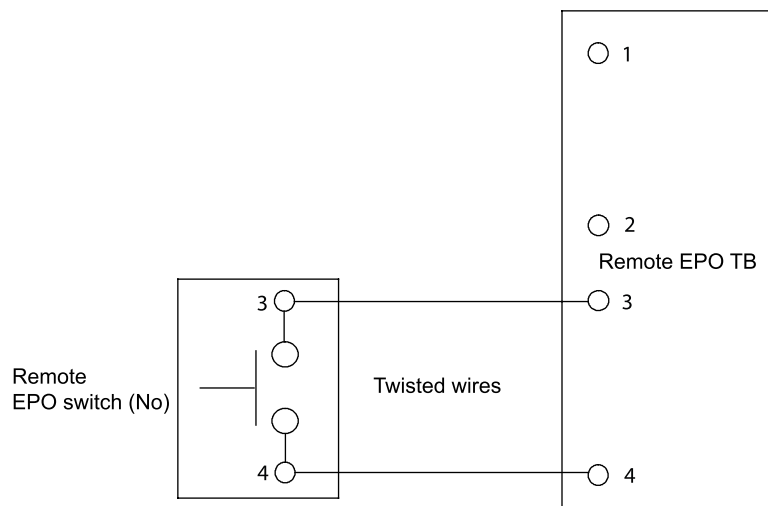 1
2
Remote EPO TB
3
3
Remote
EPO switch (No)
Twisted wires
4
4